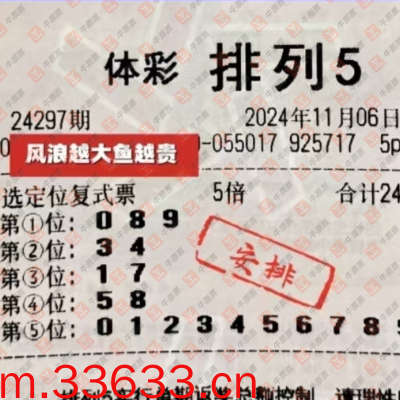 体彩 排列5
24297期 2024年11月06日
风浪越大鱼越贵 0-055017 925717 5p
选定位复式票 5倍 合计24
第①位: 0 8 9
第②位: 3 4
第③位: 1 7
第④位: 5 8
第⑤位: 0 1 2 3 4 5 6 7 8 9
安排
m.33633.cn